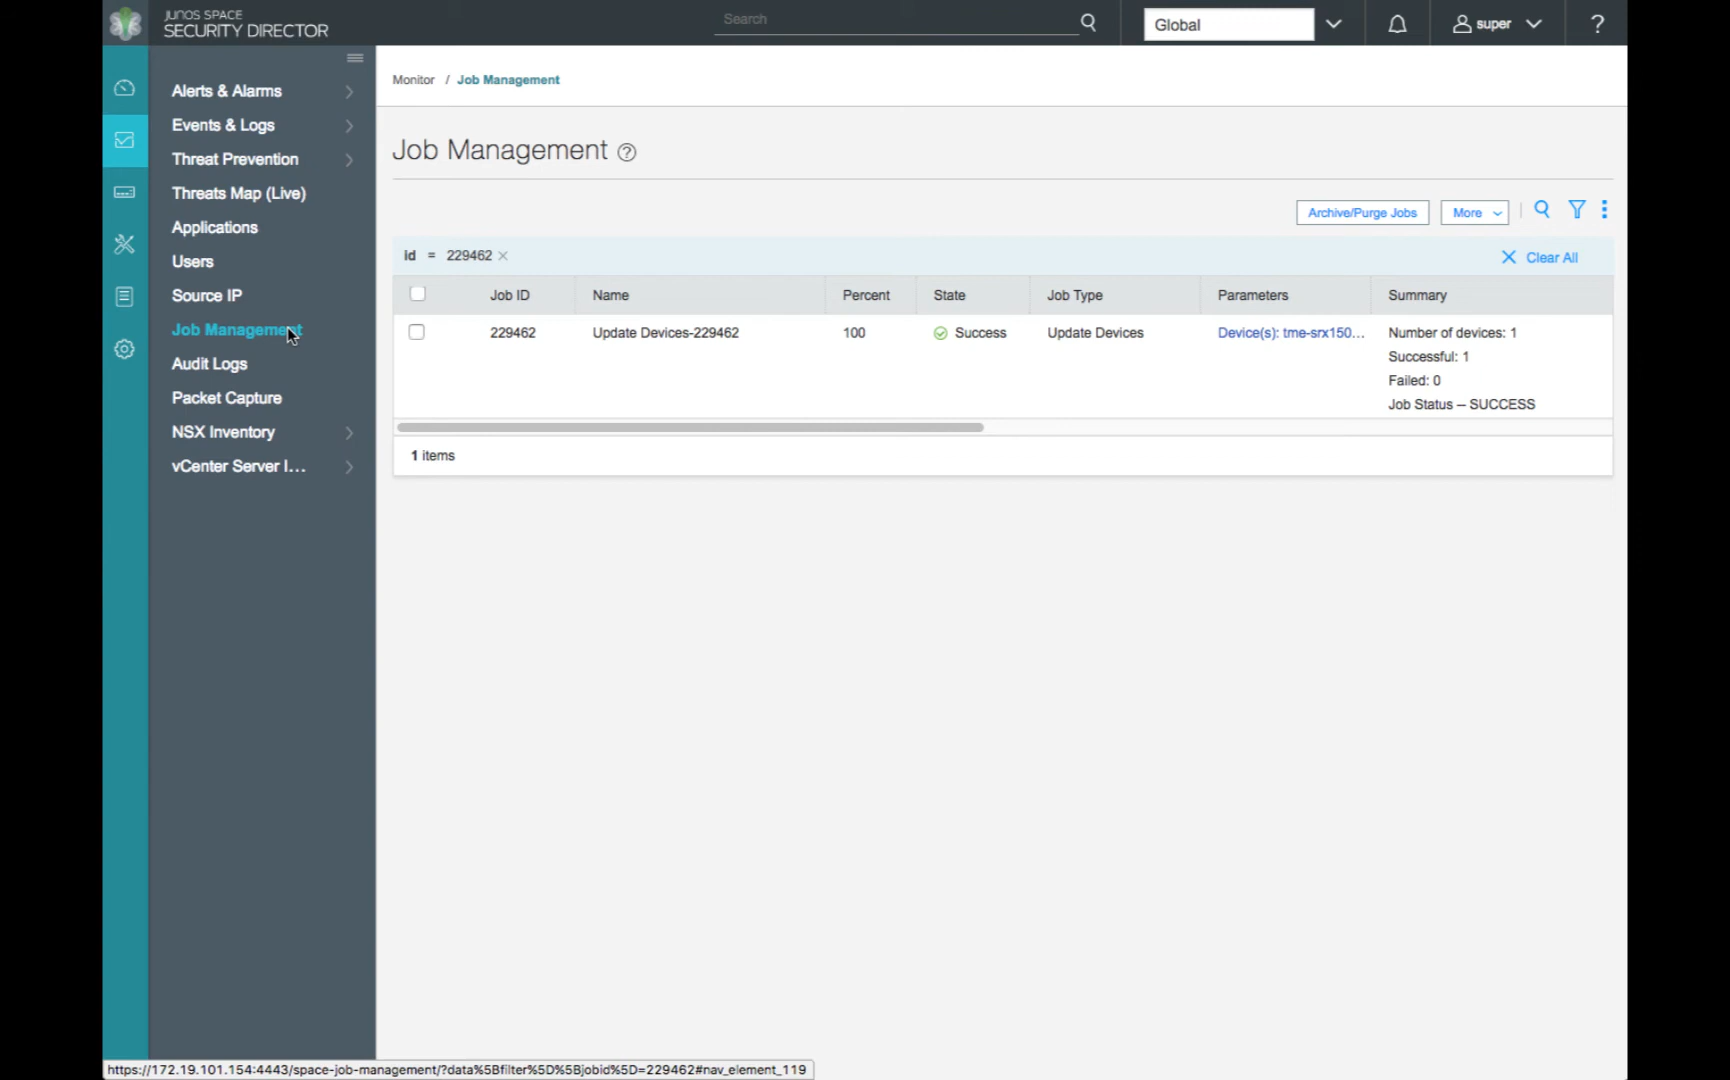 JUNOS SPACE
SECURITY DIRECTOR
Search
Global
super
?
Alerts & Alarms
Events & Logs
Threat Prevention
Threats Map (Live)
Applications
Users
Source IP
Job Management
Audit Logs
Packet Capture
NSX Inventory
vCenter Server I...
Monitor / Job Management
Job Management ?
Archive/Purge Jobs More
id = 229462 × Clear All
Job ID Name Percent State Job Type Parameters Summary
229462 Update Devices-229462 100 Success Update Devices Device(s): tme-srx150... Number of devices: 1
Successful: 1
Failed: 0
Job Status -- SUCCESS
1 items
https://172.19.101.154:4443/space-job-management/?data%5Bfilter%5D%5Bjobid%5D=229462#nav_element_119